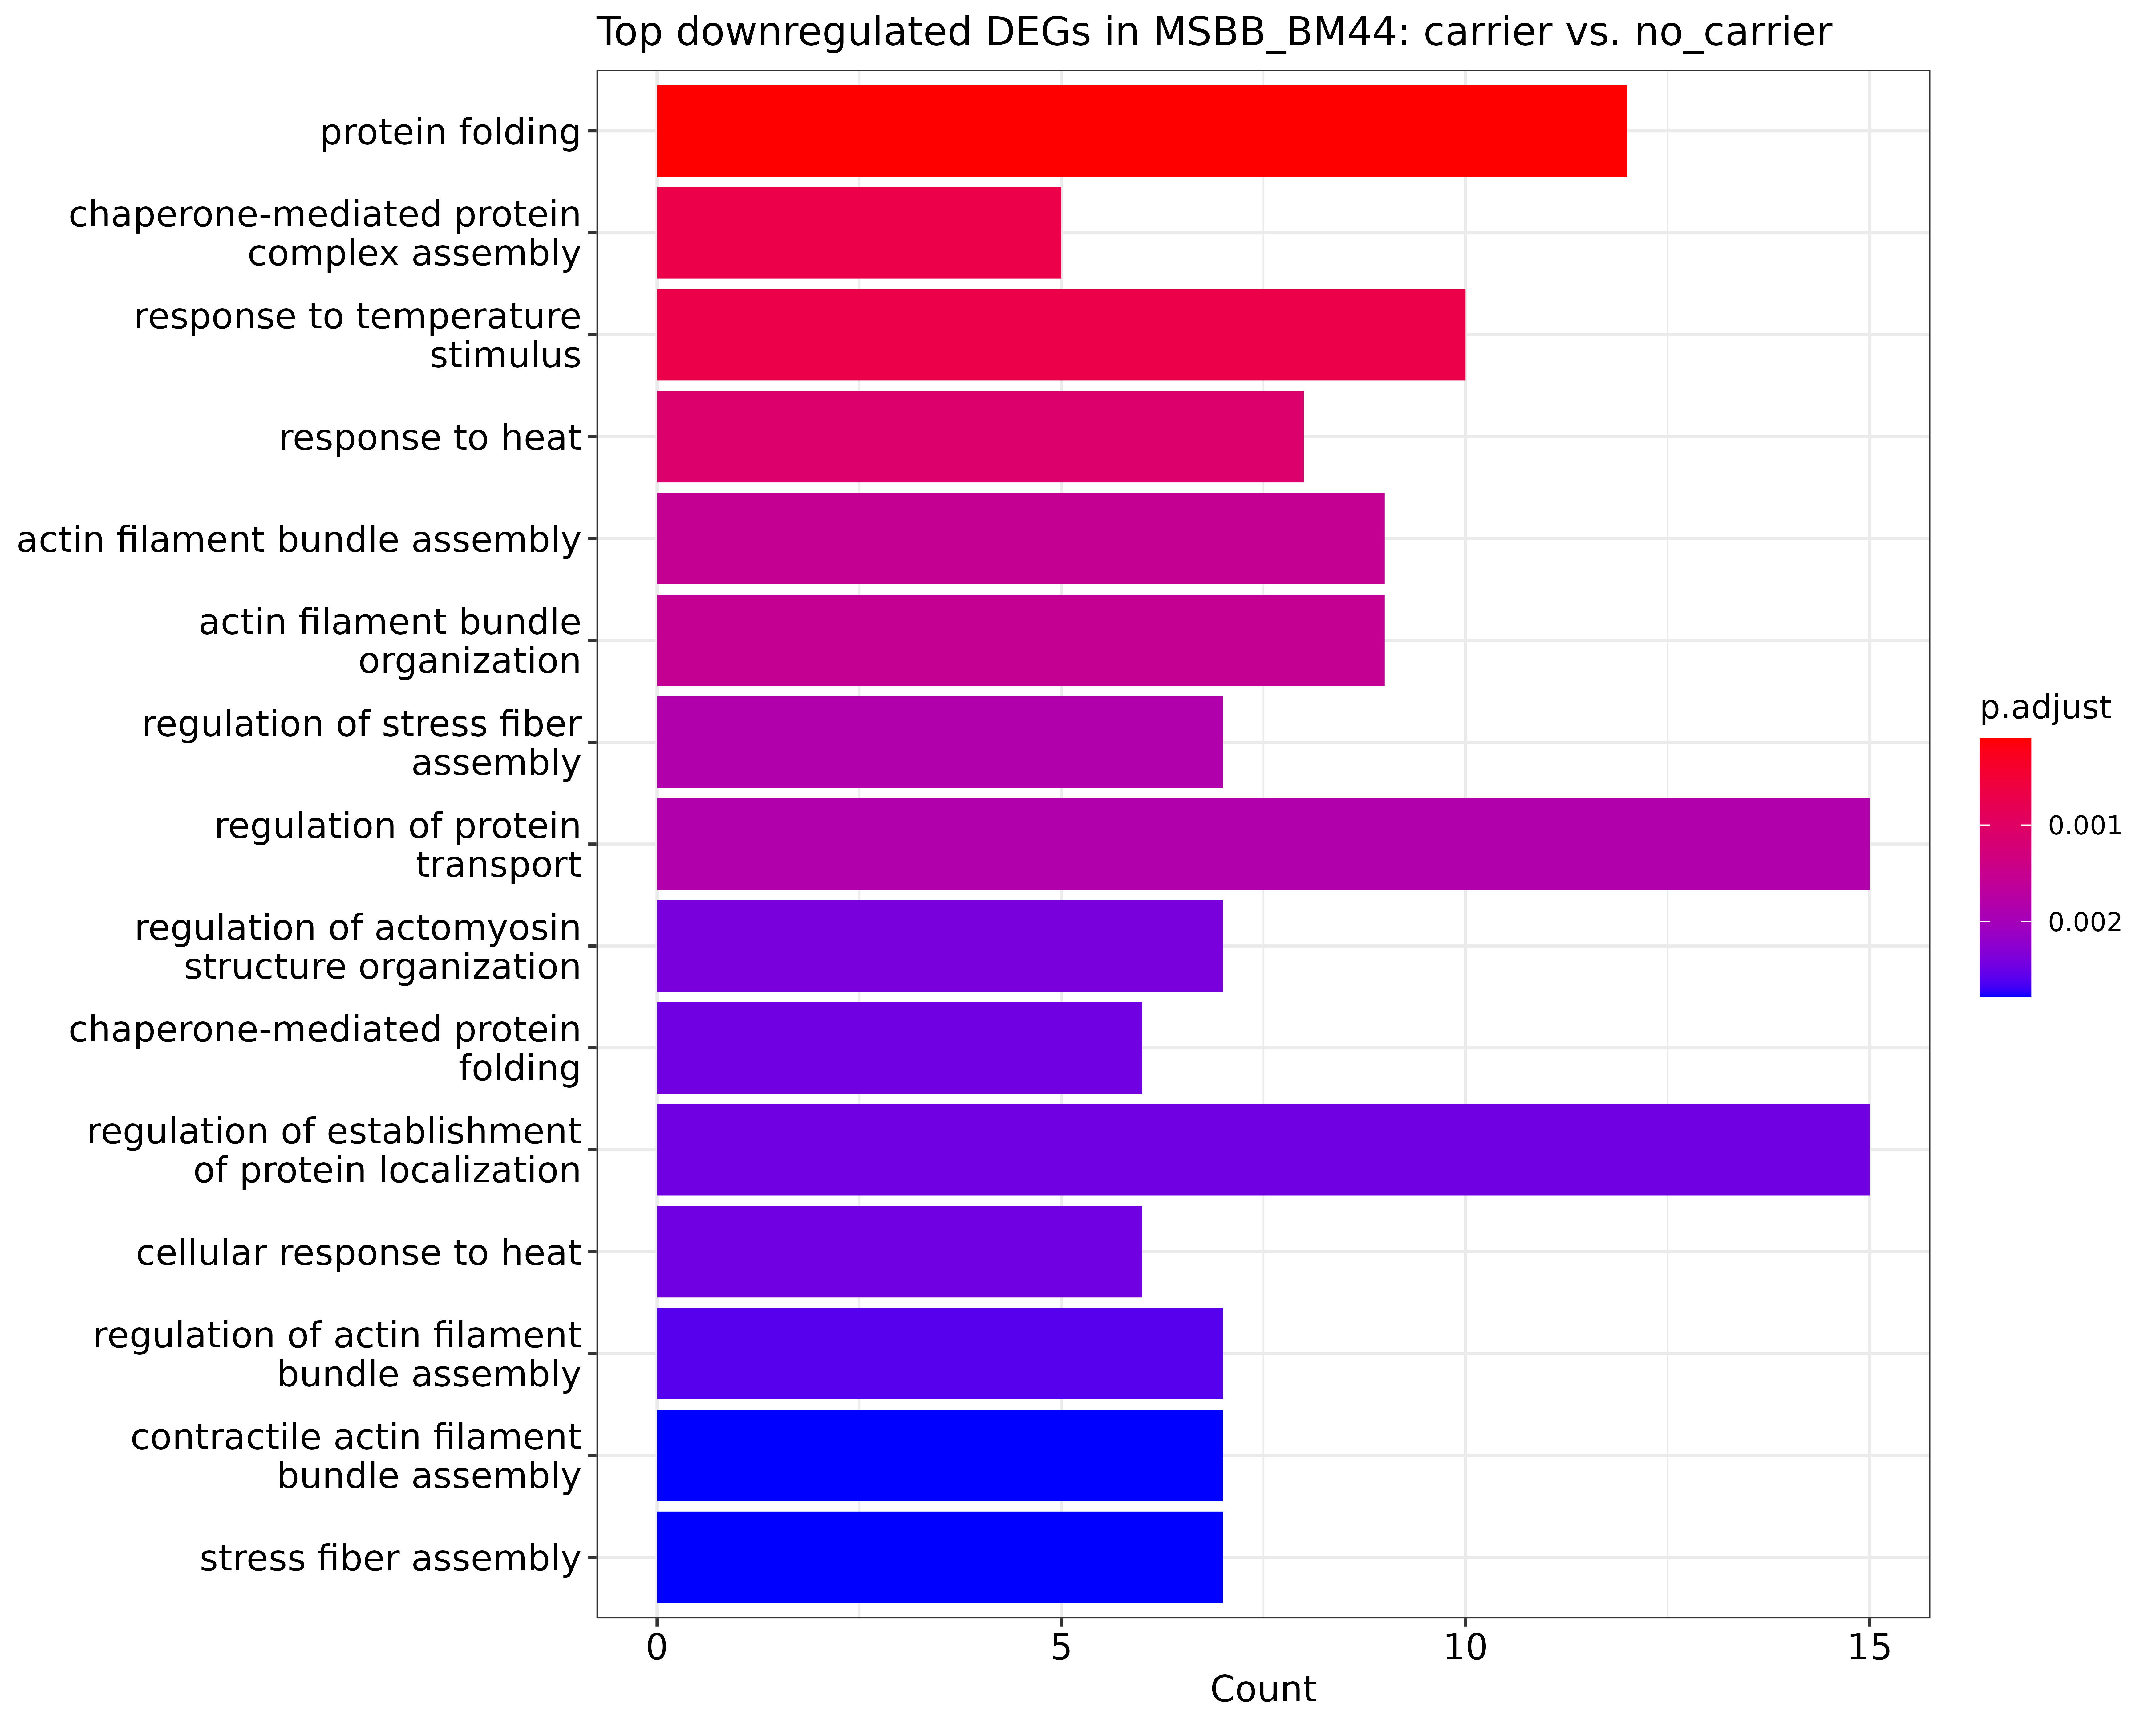 Top downregulated DEGs in MSBB_BM44: carrier vs. no_carrier
protein folding
chaperone-mediated protein
complex assembly
response to temperature
stimulus
response to heat
actin filament bundle assembly
actin filament bundle
organization
regulation of stress fiber
assembly
regulation of protein
transport
regulation of actomyosin
structure organization
chaperone-mediated protein
folding
regulation of establishment
of protein localization
cellular response to heat
regulation of actin filament
bundle assembly
contractile actin filament
bundle assembly
stress fiber assembly
0 5 10 15
Count
p.adjust
0.001
0.002